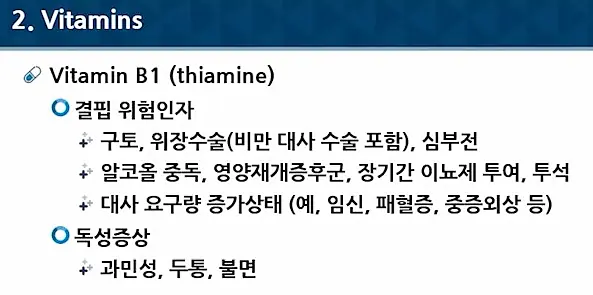 2. Vitamins
Vitamin B1 (thiamine)
결핍 위험인자
구토, 위장수술(비만 대사 수술 포함), 심부전
알코올 중독, 영양재개증후군, 장기간 이뇨제 투여, 투석
대사 요구량 증가상태 (예, 임신, 패혈증, 중증외상 등)
독성증상
과민성, 두통, 불면